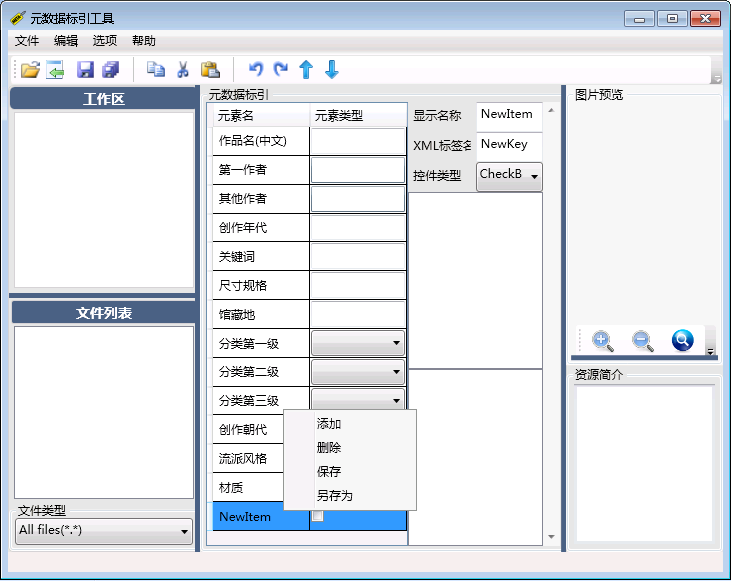 元数据标引工具
文件 编辑 选项 帮助
工作区
文件列表
文件类型
All files(*.*)
元数据标引
元素名 元素类型
作品名(中文)
第一作者
其他作者
创作年代
关键词
尺寸规格
馆藏地
分类第一级
分类第二级
分类第三级
创作朝代
流派风格
材质
NewItem
添加
删除
保存
另存为
显示名称 NewItem
XML标签名 NewKey
控件类型 CheckB
图片预览
资源简介